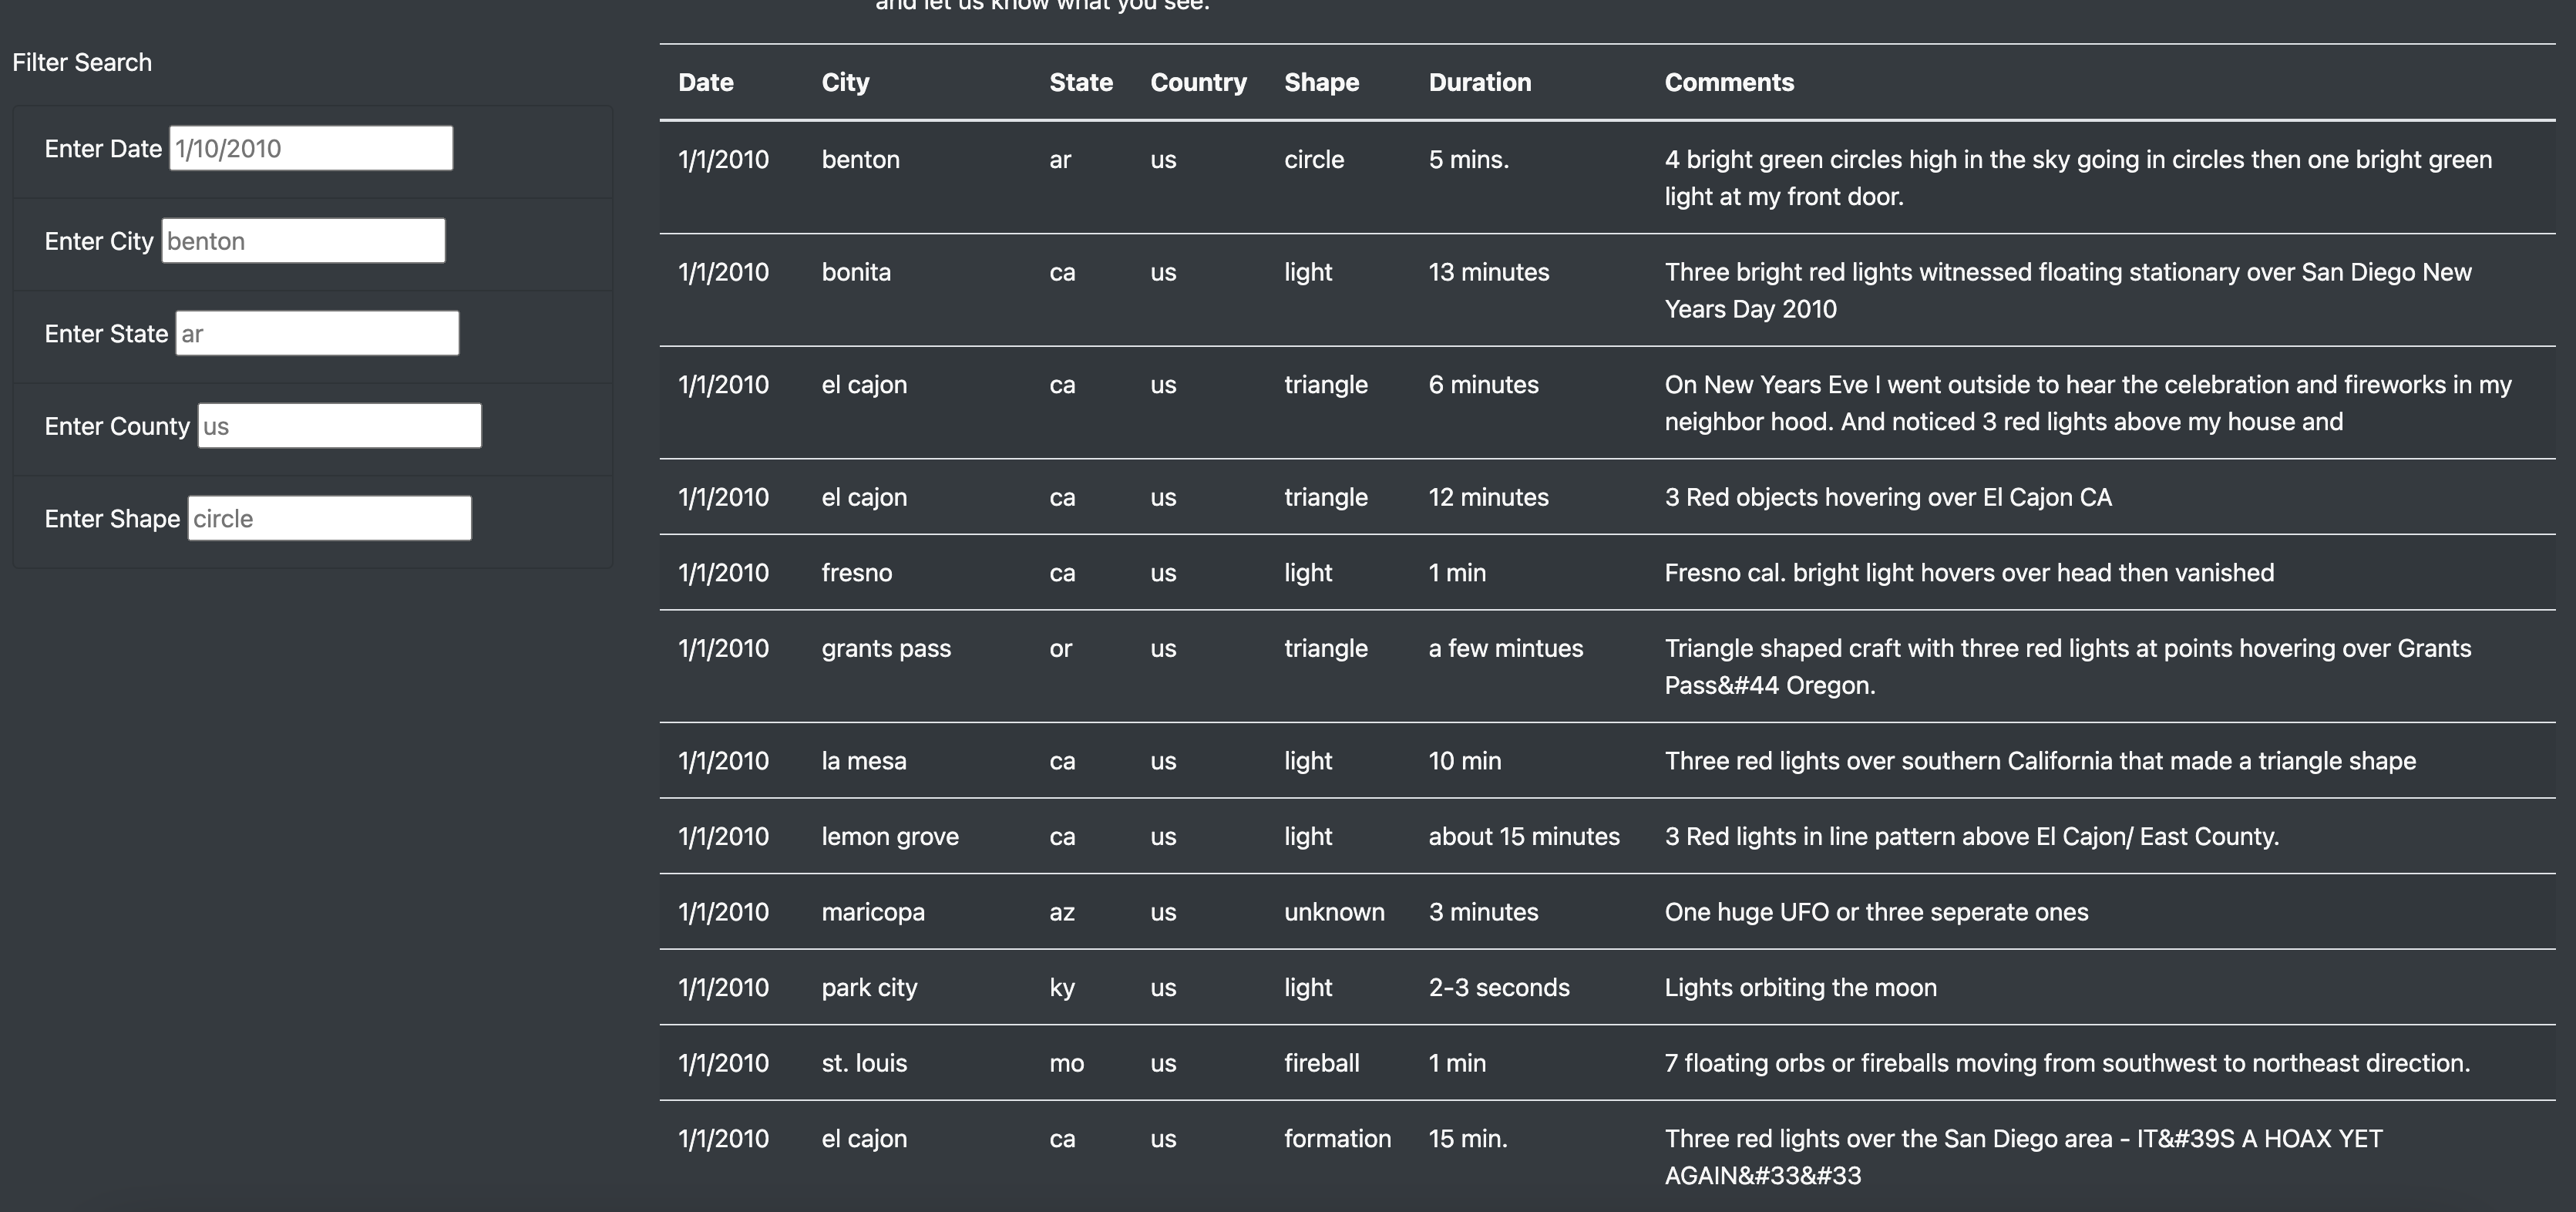 and let us know what you see.
Filter Search
Enter Date 1/10/2010
Enter City benton
Enter State ar
Enter County us
Enter Shape circle
Date City State Country Shape Duration Comments
1/1/2010 benton ar us circle 5 mins. 4 bright green circles high in the sky going in circles then one bright green
light at my front door.
1/1/2010 bonita ca us light 13 minutes Three bright red lights witnessed floating stationary over San Diego New
Years Day 2010
1/1/2010 el cajon ca us triangle 6 minutes On New Years Eve I went outside to hear the celebration and fireworks in my
neighbor hood. And noticed 3 red lights above my house and
1/1/2010 el cajon ca us triangle 12 minutes 3 Red objects hovering over El Cajon CA
1/1/2010 fresno ca us light 1 min Fresno cal. bright light hovers over head then vanished
1/1/2010 grants pass or us triangle a few mintues Triangle shaped craft with three red lights at points hovering over Grants
Pass&#44 Oregon.
1/1/2010 la mesa ca us light 10 min Three red lights over southern California that made a triangle shape
1/1/2010 lemon grove ca us light about 15 minutes 3 Red lights in line pattern above El Cajon/ East County.
1/1/2010 maricopa az us unknown 3 minutes One huge UFO or three seperate ones
1/1/2010 park city ky us light 2-3 seconds Lights orbiting the moon
1/1/2010 st. louis mo us fireball 1 min 7 floating orbs or fireballs moving from southwest to northeast direction.
1/1/2010 el cajon ca us formation 15 min. Three red lights over the San Diego area - IT&#39S A HOAX YET
AGAIN&#33&#33